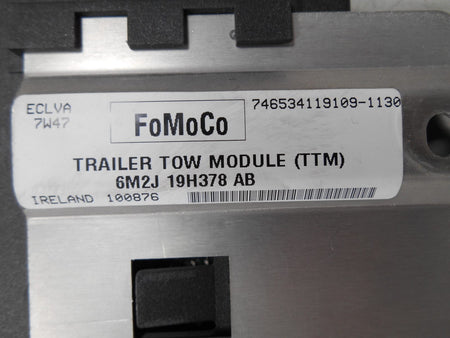 ECLVA
7W47
FoMoCo
746534119109-1130
TRAILER TOW MODULE (TTM)
6M2J 19H378 AB
IRELAND 100876